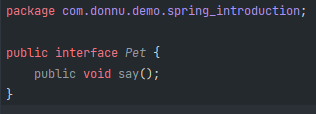 package com.donnu.demo.spring_introduction;
public interface Pet {
    public void say();
}